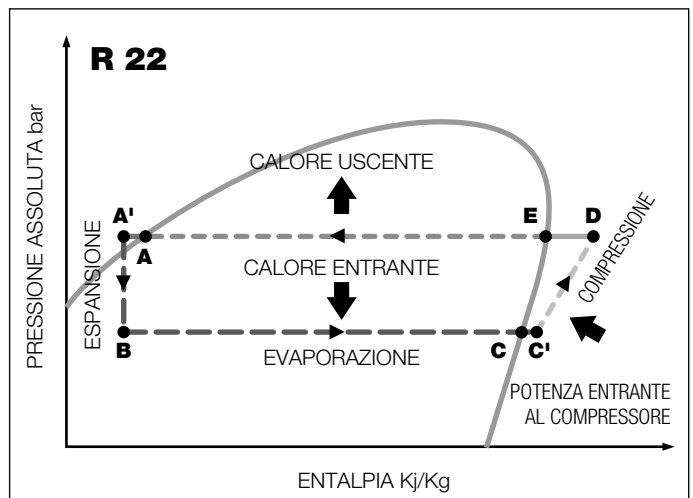 R 22
PRESSIONE ASSOLUTA bar
CALORE USCENTE
A'
A
E
D
ESPANSIONE
CALORE ENTRANTE
COMPRESSIONE
B
EVAPORAZIONE
C
C'
POTENZA ENTRANTE
AL COMPRESSORE
ENTALPIA Kj/Kg